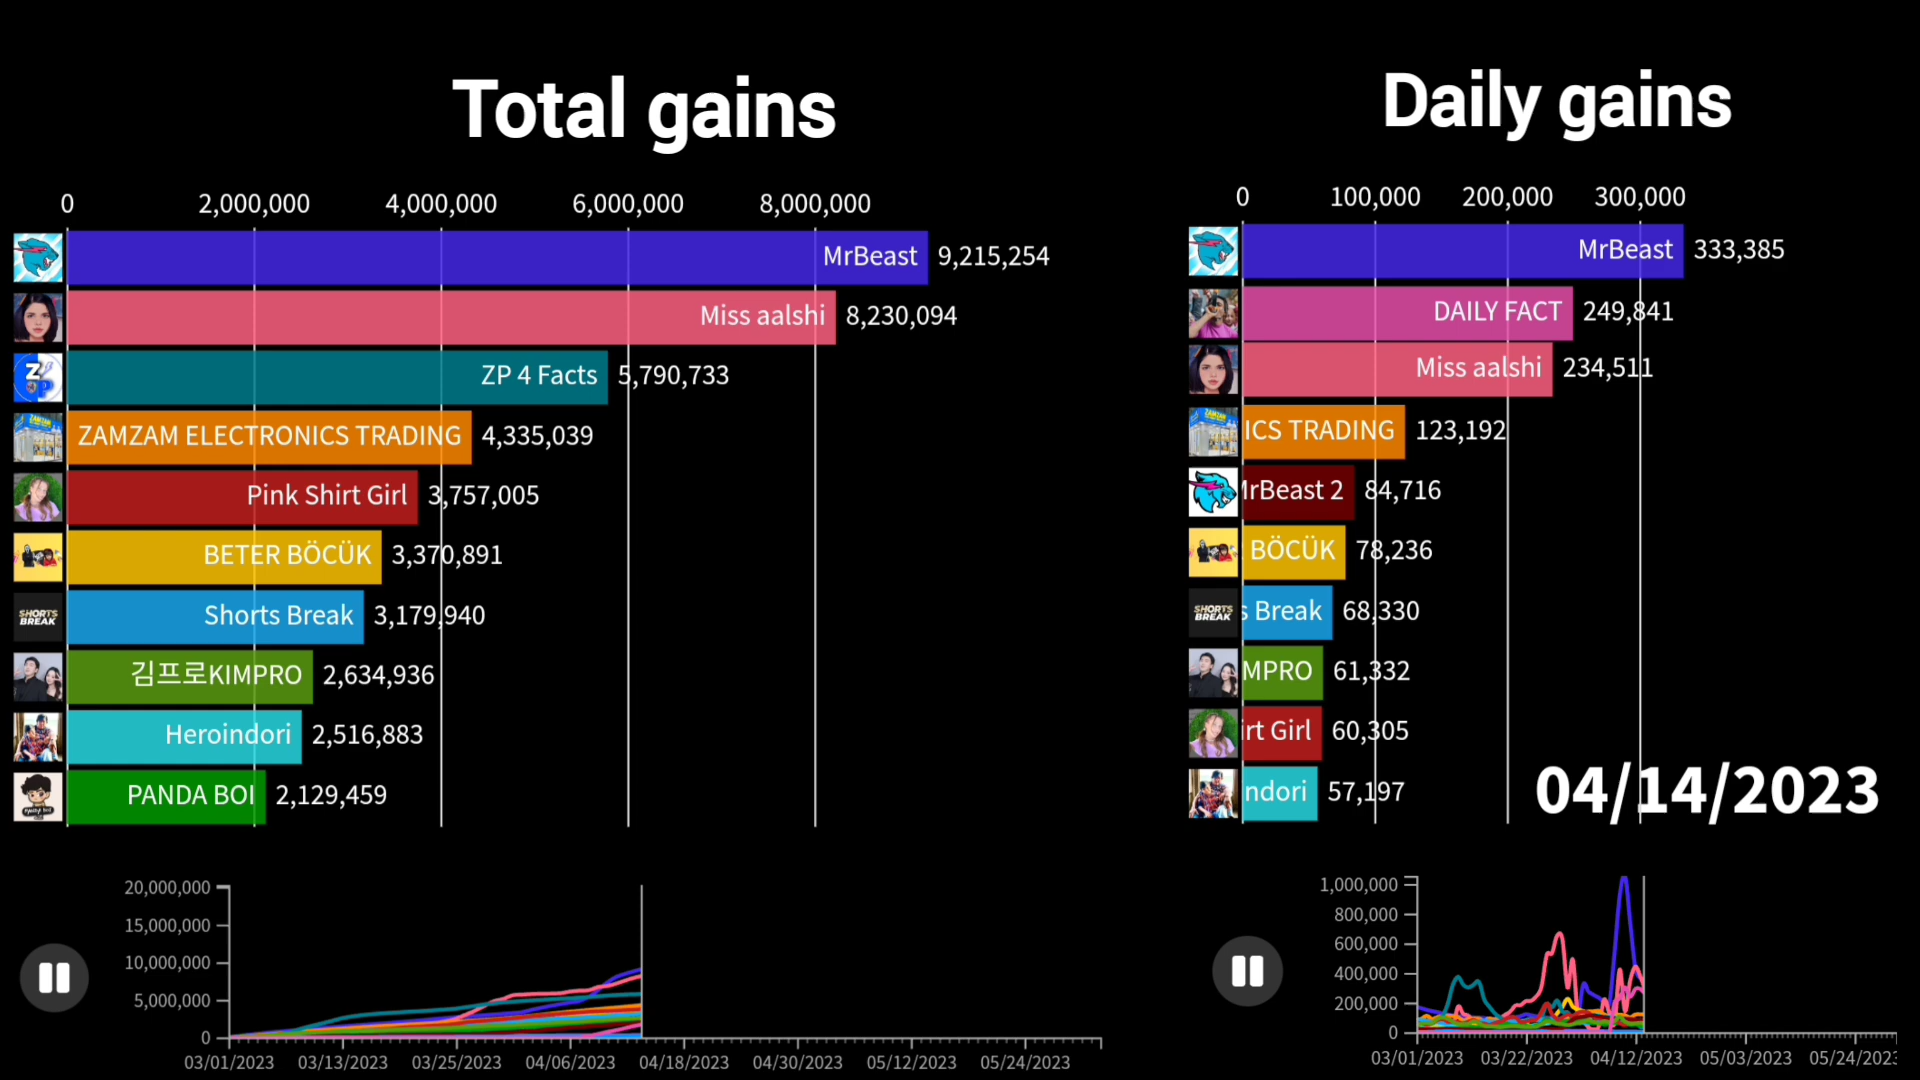 Total gains
0 2,000,000 4,000,000 6,000,000 8,000,000
MrBeast 9,215,254
Miss aalshi 8,230,094
ZP 4 Facts 5,790,733
ZAMZAM ELECTRONICS TRADING 4,335,039
Pink Shirt Girl 3,757,005
BETER BÖCÜK 3,370,891
SHORTS BREAK Shorts Break 3,179,940
김프로KIMPRO 2,634,936
Heroindori 2,516,883
PANDA BOI 2,129,459
20,000,000
15,000,000
10,000,000
5,000,000
0
03/01/2023 03/13/2023 03/25/2023 04/06/2023 04/18/2023 04/30/2023 05/12/2023 05/24/2023
Daily gains
0 100,000 200,000 300,000
MrBeast 333,385
DAILY FACT 249,841
Miss aalshi 234,511
ICS TRADING 123,192
MrBeast 2 84,716
BÖCÜK 78,236
SHORTS BREAK s Break 68,330
MPRO 61,332
irt Girl 60,305
ndori 57,197
04/14/2023
1,000,000
800,000
600,000
400,000
200,000
0
03/01/2023 03/22/2023 04/12/2023 05/03/2023 05/24/2023